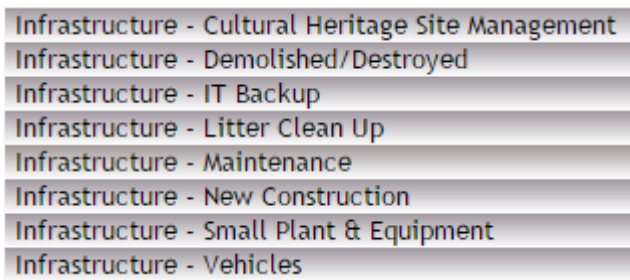 Infrastructure - Cultural Heritage Site Management
Infrastructure - Demolished/Destroyed
Infrastructure - IT Backup
Infrastructure - Litter Clean Up
Infrastructure - Maintenance
Infrastructure - New Construction
Infrastructure - Small Plant & Equipment
Infrastructure - Vehicles